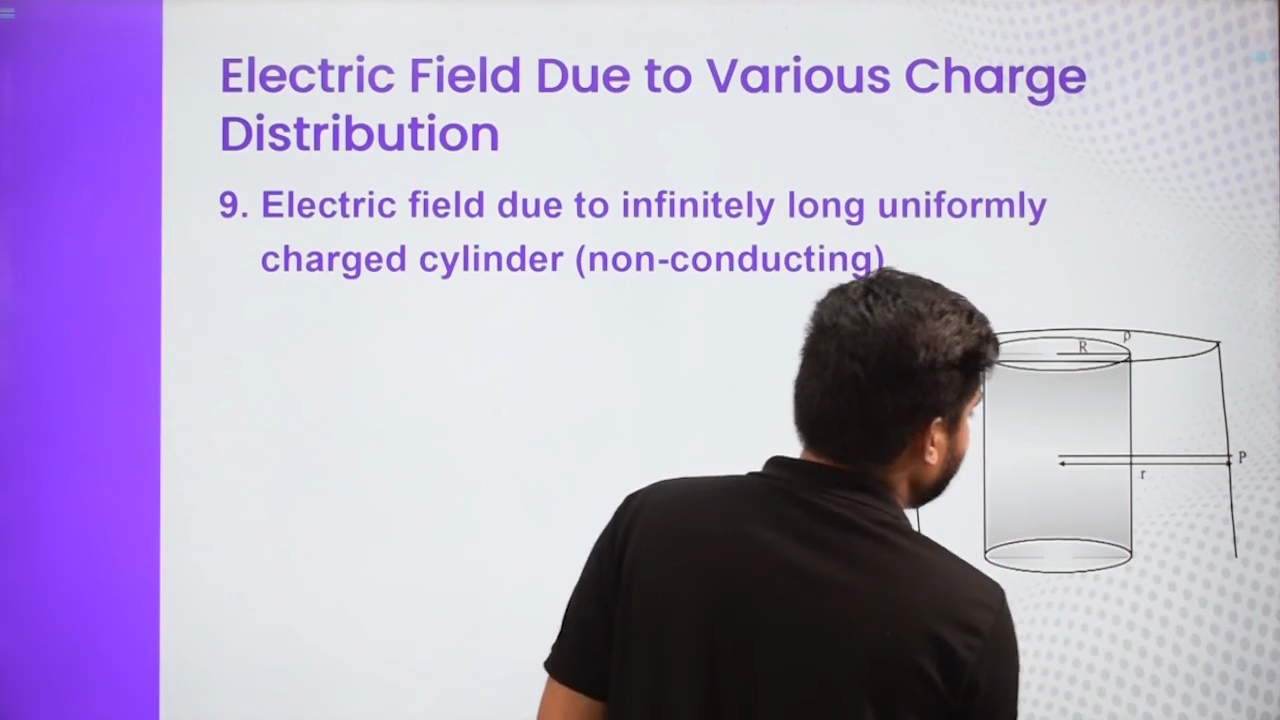 Electric Field Due to Various Charge
Distribution
9. Electric field due to infinitely long uniformly
charged cylinder (non-conducting)
R
ρ
P
r